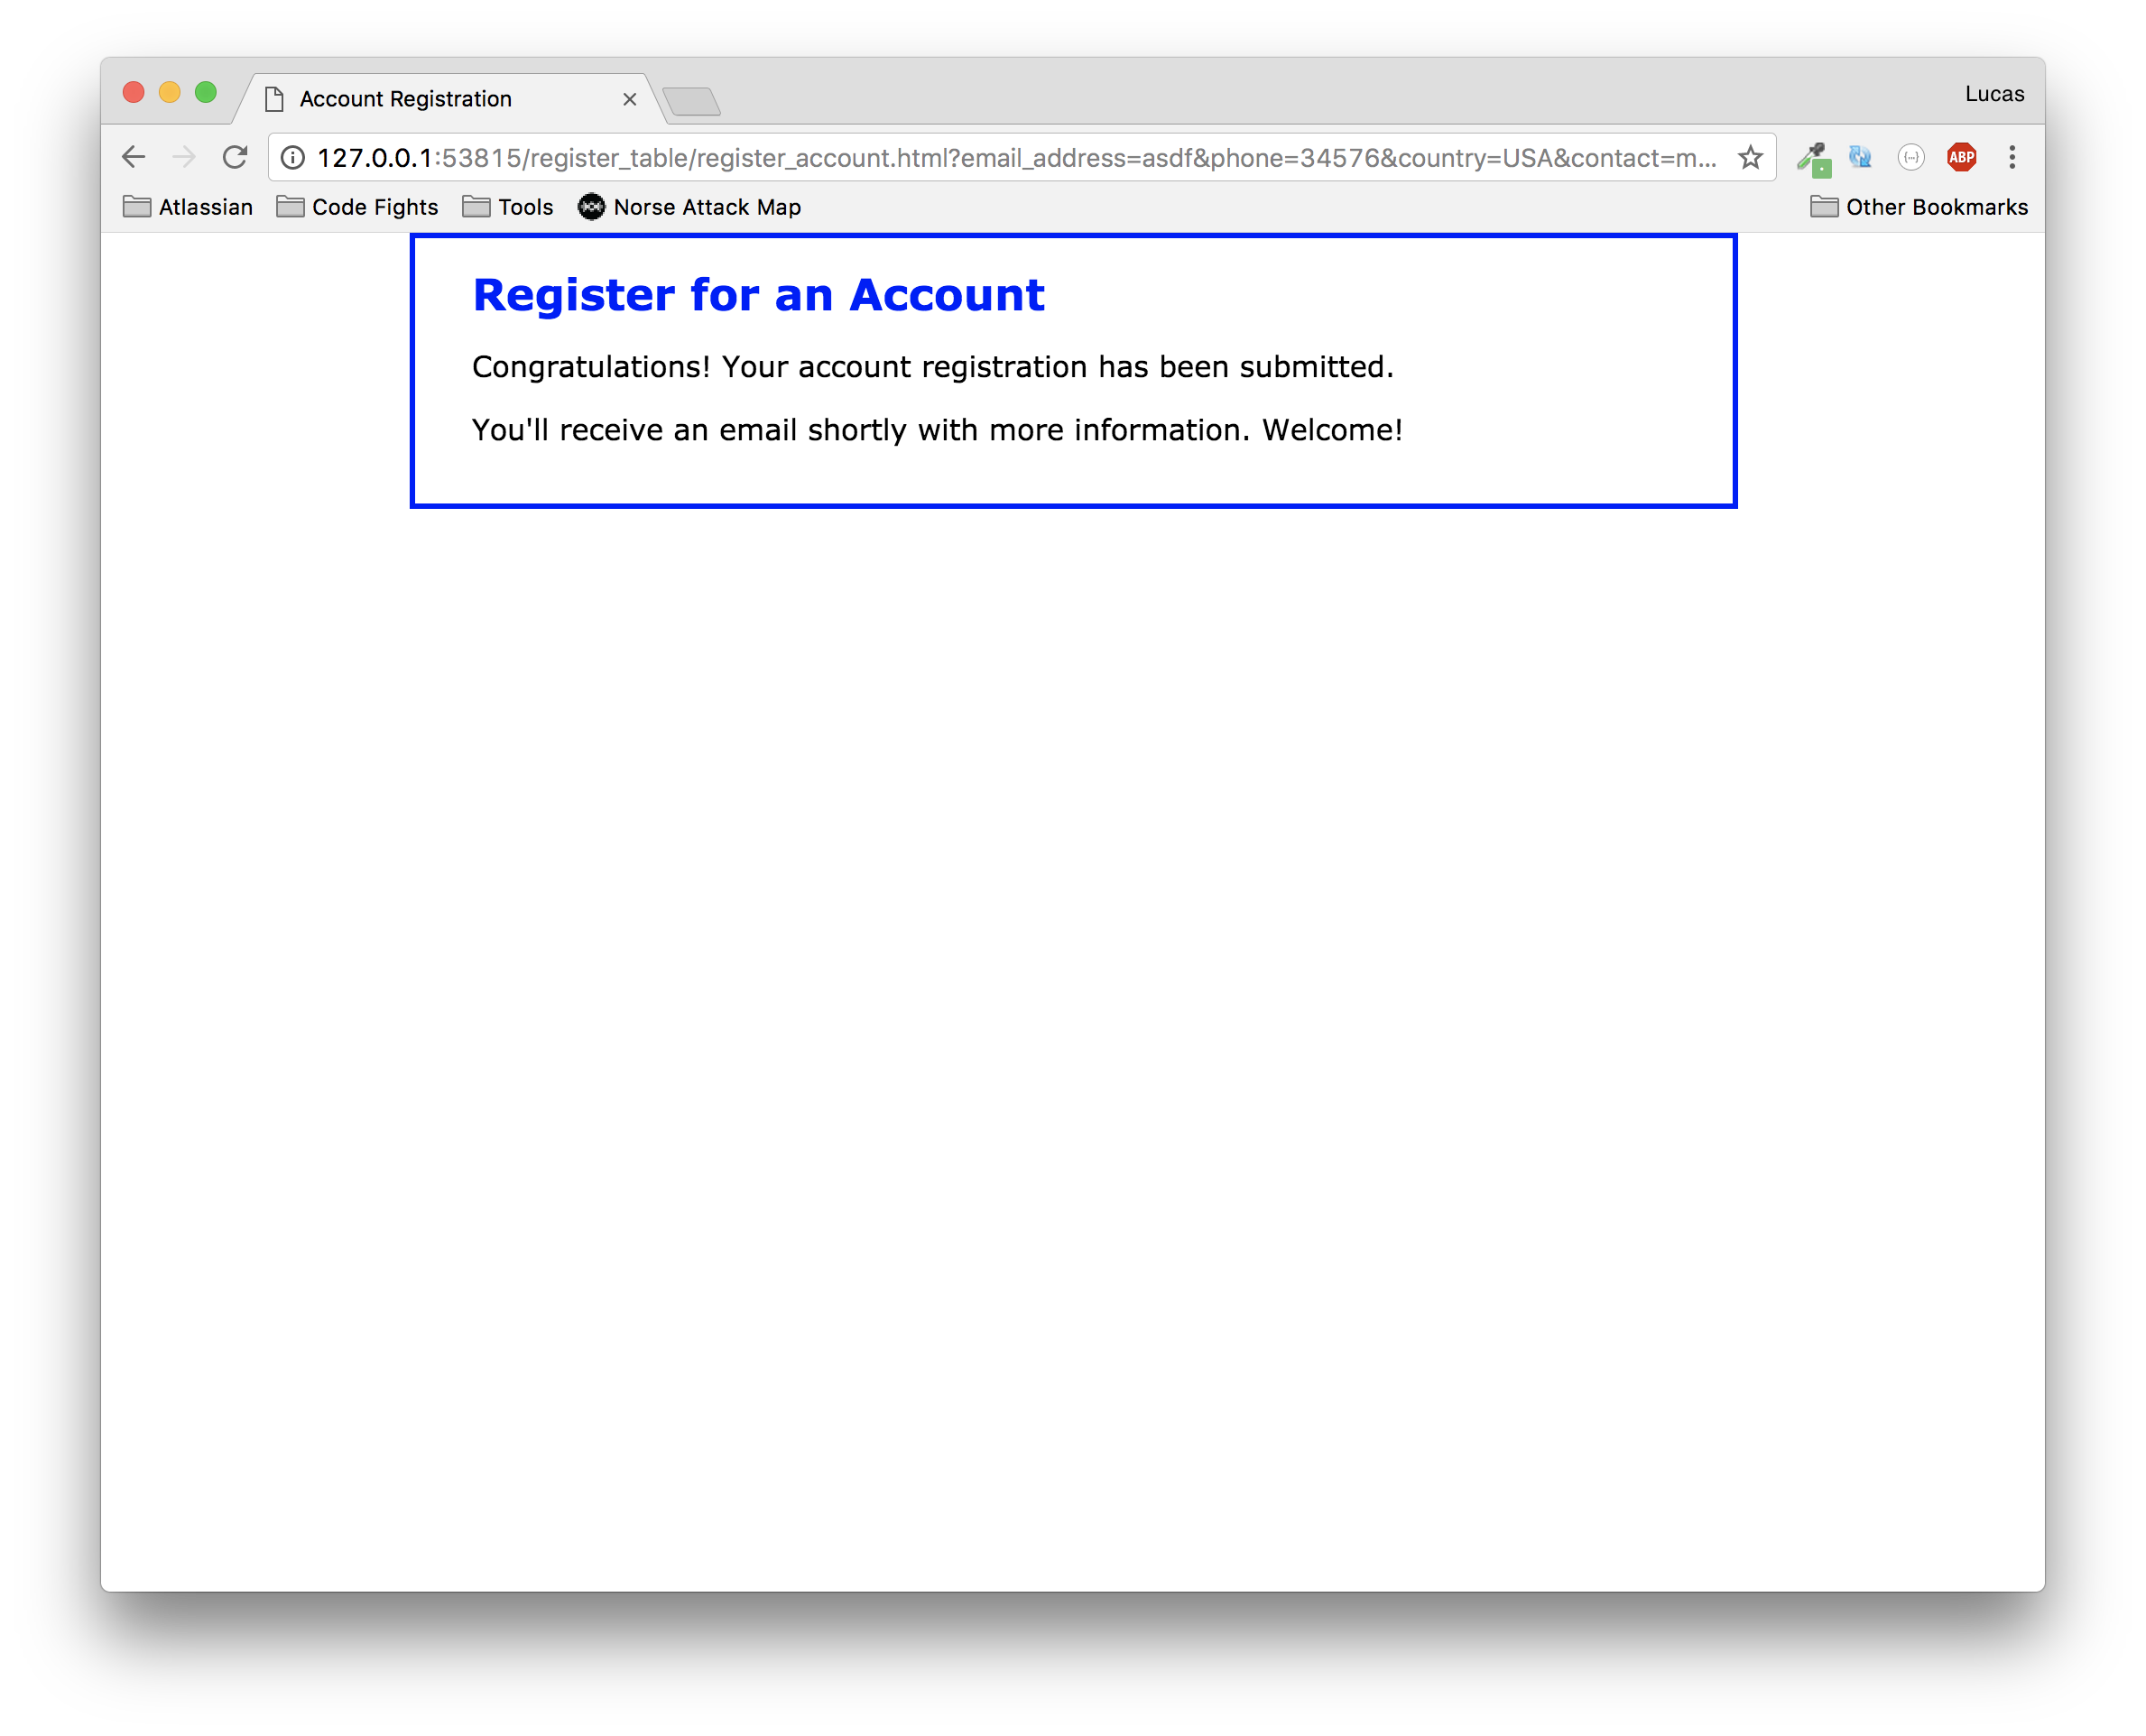 Account Registration
Lucas
127.0.0.1:53815/register_table/register_account.html?email_address=asdf&phone=34576&country=USA&contact=m...
ABP
Atlassian Code Fights Tools Norse Attack Map Other Bookmarks
Register for an Account
Congratulations! Your account registration has been submitted.
You'll receive an email shortly with more information. Welcome!